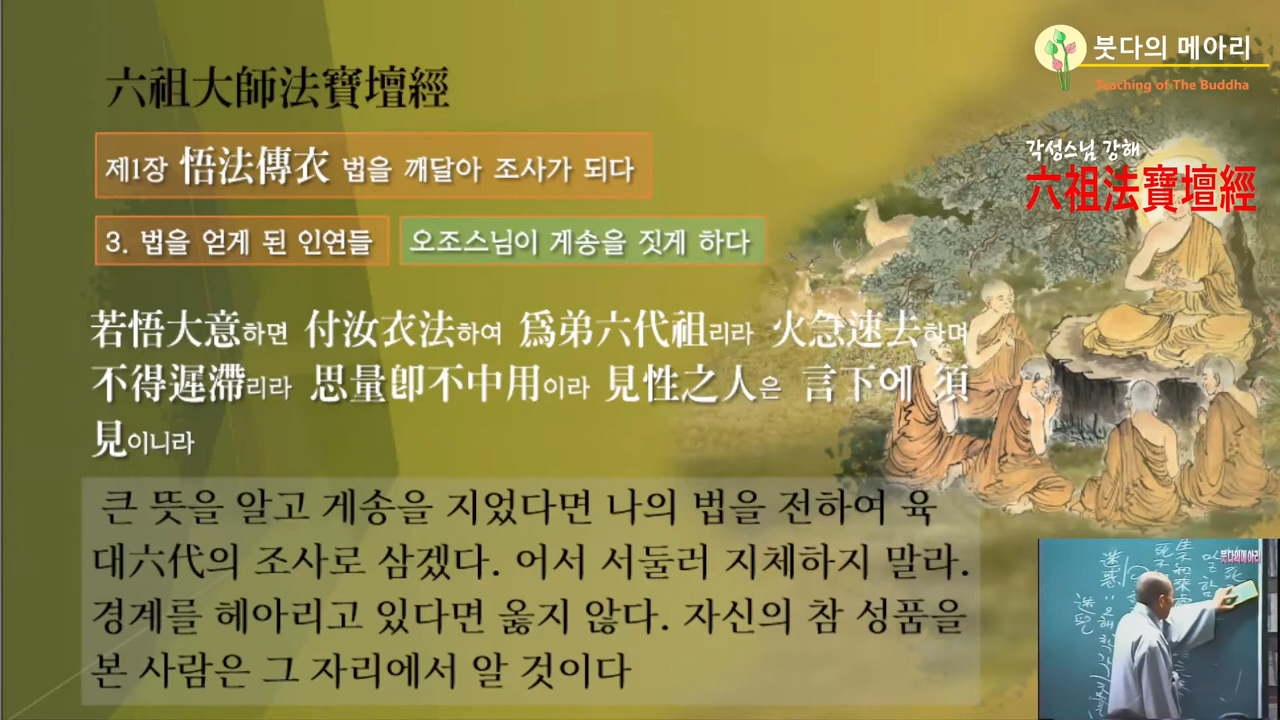 六祖大師法寶壇經
제1장 悟法傳衣 법을 깨달아 조사가 되다
3. 법을 얻게 된 인연들
오조스님이 게송을 짓게 하다
若悟大意하면 付汝衣法하여 爲弟六代祖리라 火急速去하며
不得遲滯리라 思量卽不中用이라 見性之人은 言下에 須
見이니라
큰 뜻을 알고 게송을 지었다면 나의 법을 전하여 육
대六代의 조사로 삼겠다. 어서 서둘러 지체하지 말라.
경계를 헤아리고 있다면 옳지 않다. 자신의 참 성품을
본 사람은 그 자리에서 알 것이다
붓다의 메아리
Teaching of The Buddha
각성스님 강해
六祖法寶壇經
붓다의메아리